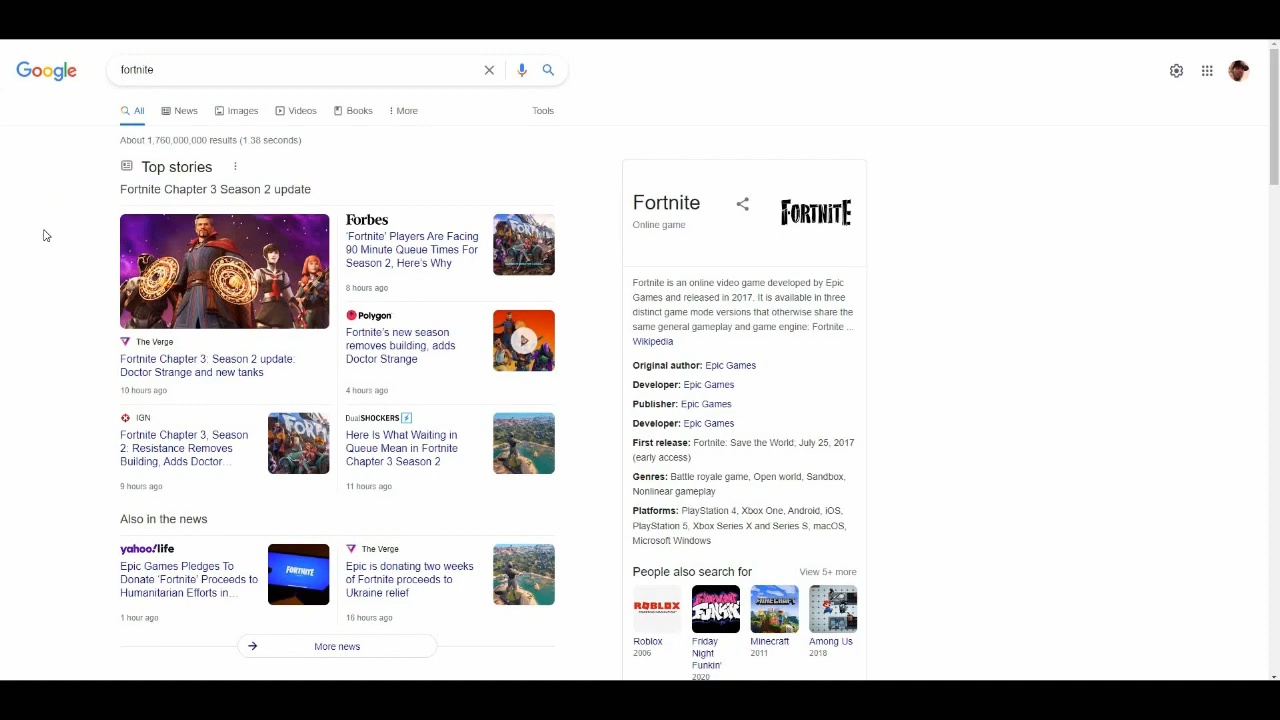 Google
fortnite
All
News
Images
Videos
Books
More
Tools
About 1,760,000,000 results (1.38 seconds)
Top stories
Fortnite Chapter 3 Season 2 update
The Verge
Fortnite Chapter 3: Season 2 update:
Doctor Strange and new tanks
10 hours ago
Forbes
'Fortnite' Players Are Facing
90 Minute Queue Times For
Season 2, Here's Why
8 hours ago
Polygon
Fortnite's new season
removes building, adds
Doctor Strange
4 hours ago
IGN
Fortnite Chapter 3, Season
2: Resistance Removes
Building, Adds Doctor...
9 hours ago
DualSHOCKERS
Here Is What Waiting in
Queue Mean in Fortnite
Chapter 3 Season 2
11 hours ago
Also in the news
yahoo!life
Epic Games Pledges To
Donate 'Fortnite' Proceeds to
Humanitarian Efforts in...
1 hour ago
FORTNITE
The Verge
Epic is donating two weeks
of Fortnite proceeds to
Ukraine relief
16 hours ago
More news
Fortnite
Online game
FORTNITE
Fortnite is an online video game developed by Epic
Games and released in 2017. It is available in three
distinct game mode versions that otherwise share the
same general gameplay and game engine: Fortnite ...
Wikipedia
Original author: Epic Games
Developer: Epic Games
Publisher: Epic Games
Developer: Epic Games
First release: Fortnite: Save the World, July 25, 2017
(early access)
Genres: Battle royale game, Open world, Sandbox,
Nonlinear gameplay
Platforms: PlayStation 4, Xbox One, Android, iOS,
PlayStation 5, Xbox Series X and Series S, macOS,
Microsoft Windows
People also search for
View 5+ more
ROBLOX
FRIDAY NIGHT FUNKIN'
MINECRAFT
Roblox
2006
Friday
Night
Funkin'
2020
Minecraft
2011
Among Us
2018